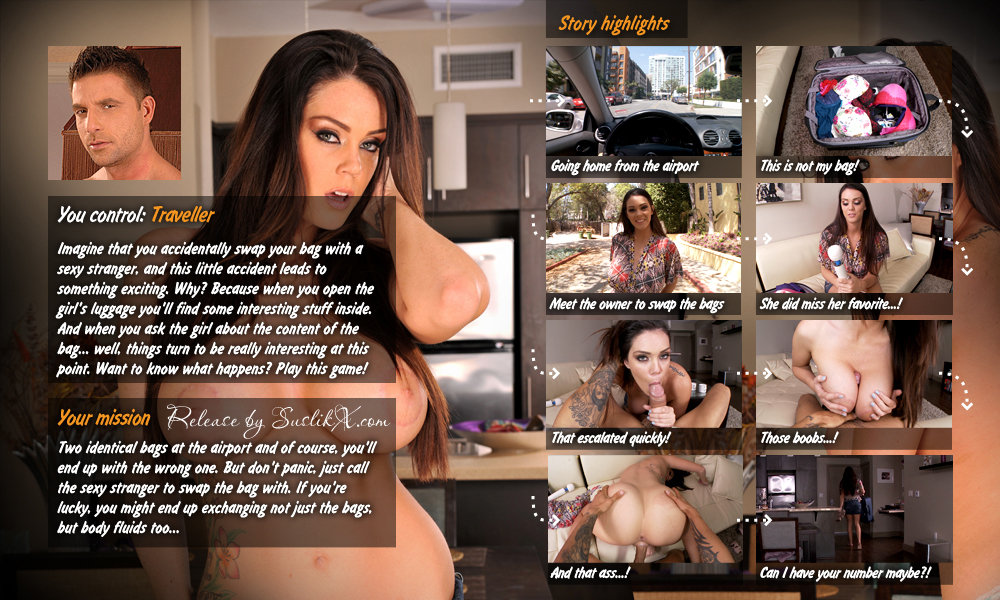 Story highlights
You control: Traveller
Imagine that you accidentally swap your bag with a
sexy stranger, and this little accident leads to
something exciting. Why? Because when you open the
girl's luggage you'll find some interesting stuff inside.
And when you ask the girl about the content of the
bag... well, things turn to be really interesting at this
point. Want to know what happens? Play this game!
Your mission
Release by SuslikX.com
Two identical bags at the airport and of course, you'll
end up with the wrong one. But don't panic, just call
the sexy stranger to swap the bag with. If you're
lucky, you might end up exchanging not just the bags,
but body fluids too...
Going home from the airport
This is not my bag!
Meet the owner to swap the bags
She did miss her favorite...!
That escalated quickly!
Those boobs...!
And that ass...!
Can I have your number maybe?!